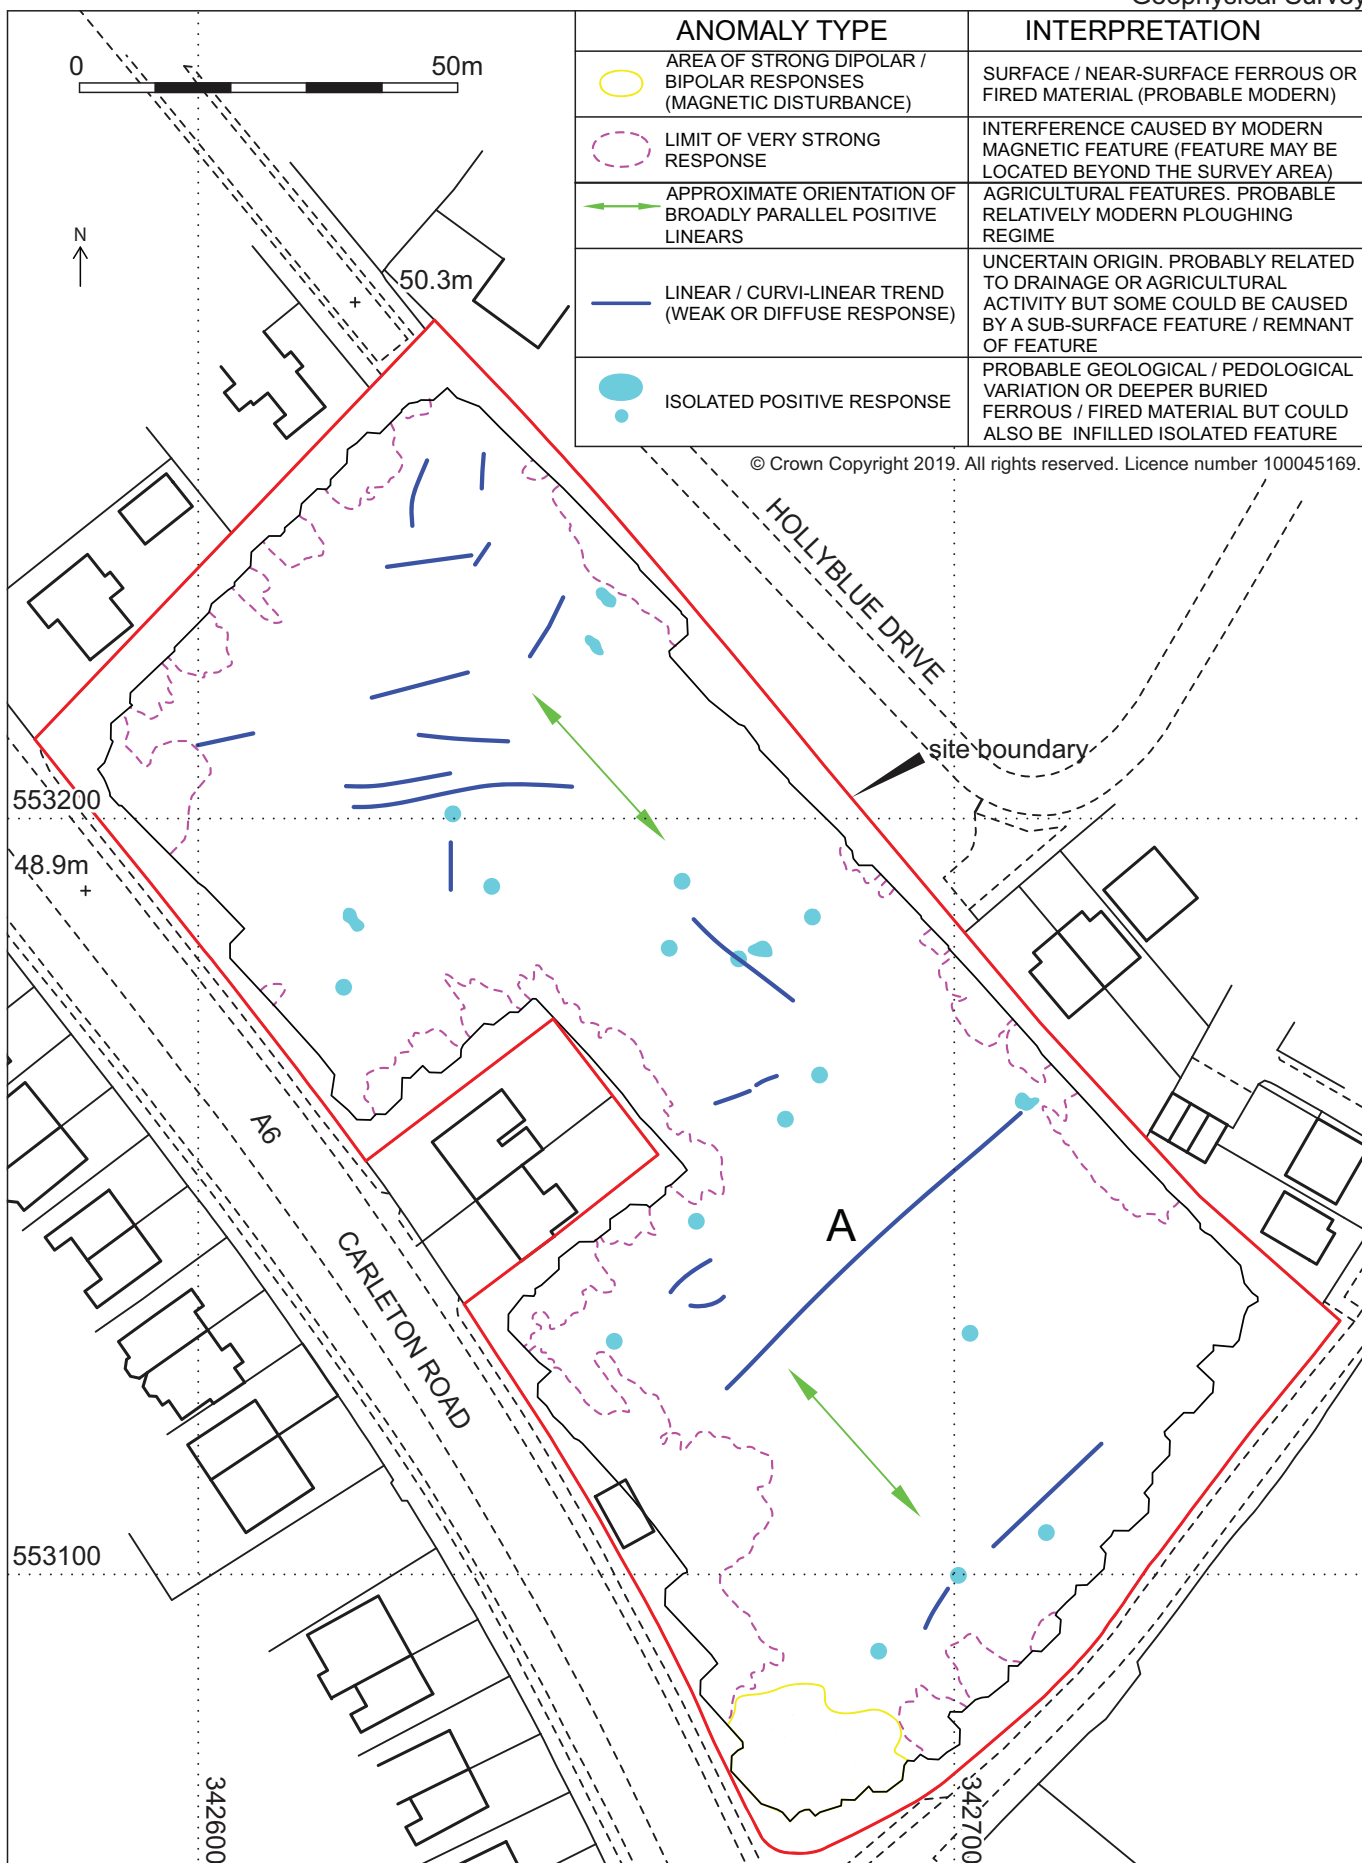 Geophysical Survey
0 50m
ANOMALY TYPE INTERPRETATION
AREA OF STRONG DIPOLAR /
BIPOLAR RESPONSES
(MAGNETIC DISTURBANCE)
SURFACE / NEAR-SURFACE FERROUS OR
FIRED MATERIAL (PROBABLE MODERN)
LIMIT OF VERY STRONG
RESPONSE
INTERFERENCE CAUSED BY MODERN
MAGNETIC FEATURE (FEATURE MAY BE
LOCATED BEYOND THE SURVEY AREA)
APPROXIMATE ORIENTATION OF
BROADLY PARALLEL POSITIVE
LINEARS
AGRICULTURAL FEATURES. PROBABLE
RELATIVELY MODERN PLOUGHING
REGIME
LINEAR / CURVI-LINEAR TREND
(WEAK OR DIFFUSE RESPONSE)
UNCERTAIN ORIGIN. PROBABLY RELATED
TO DRAINAGE OR AGRICULTURAL
ACTIVITY BUT SOME COULD BE CAUSED
BY A SUB-SURFACE FEATURE / REMNANT
OF FEATURE
ISOLATED POSITIVE RESPONSE
PROBABLE GEOLOGICAL / PEDOLOGICAL
VARIATION OR DEEPER BURIED
FERROUS / FIRED MATERIAL BUT COULD
ALSO BE INFILLED ISOLATED FEATURE
© Crown Copyright 2019. All rights reserved. Licence number 100045169.
N
50.3m
HOLLYBLUE DRIVE
site boundary
553200
48.9m
A6
A
CARLETON ROAD
553100
342600
342700